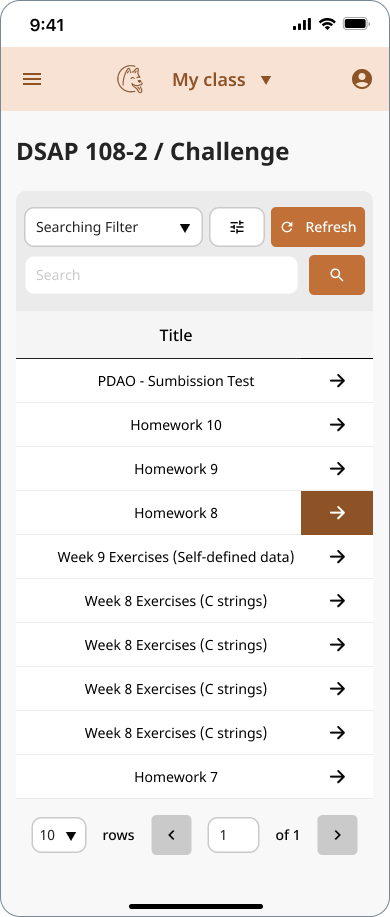 9:41
My class
DSAP 108-2 / Challenge
Searching Filter
Refresh
Search
Title
PDAO - Sumbission Test
Homework 10
Homework 9
Homework 8
Week 9 Exercises (Self-defined data)
Week 8 Exercises (C strings)
Week 8 Exercises (C strings)
Week 8 Exercises (C strings)
Week 8 Exercises (C strings)
Homework 7
10 rows 1 of 1